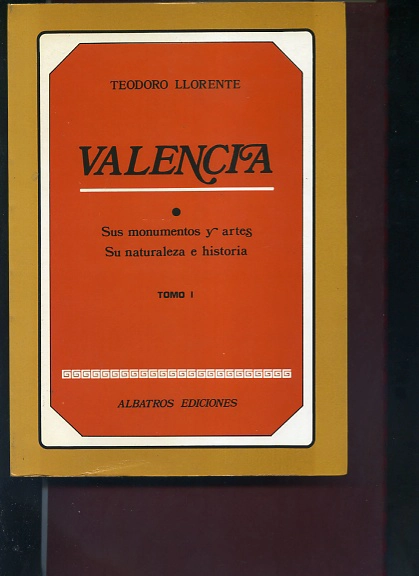 TEODORO LLORENTE
VALENCIA
Sus monumentos y artes
Su naturaleza e historia
TOMO I
ALBATROS EDICIONES